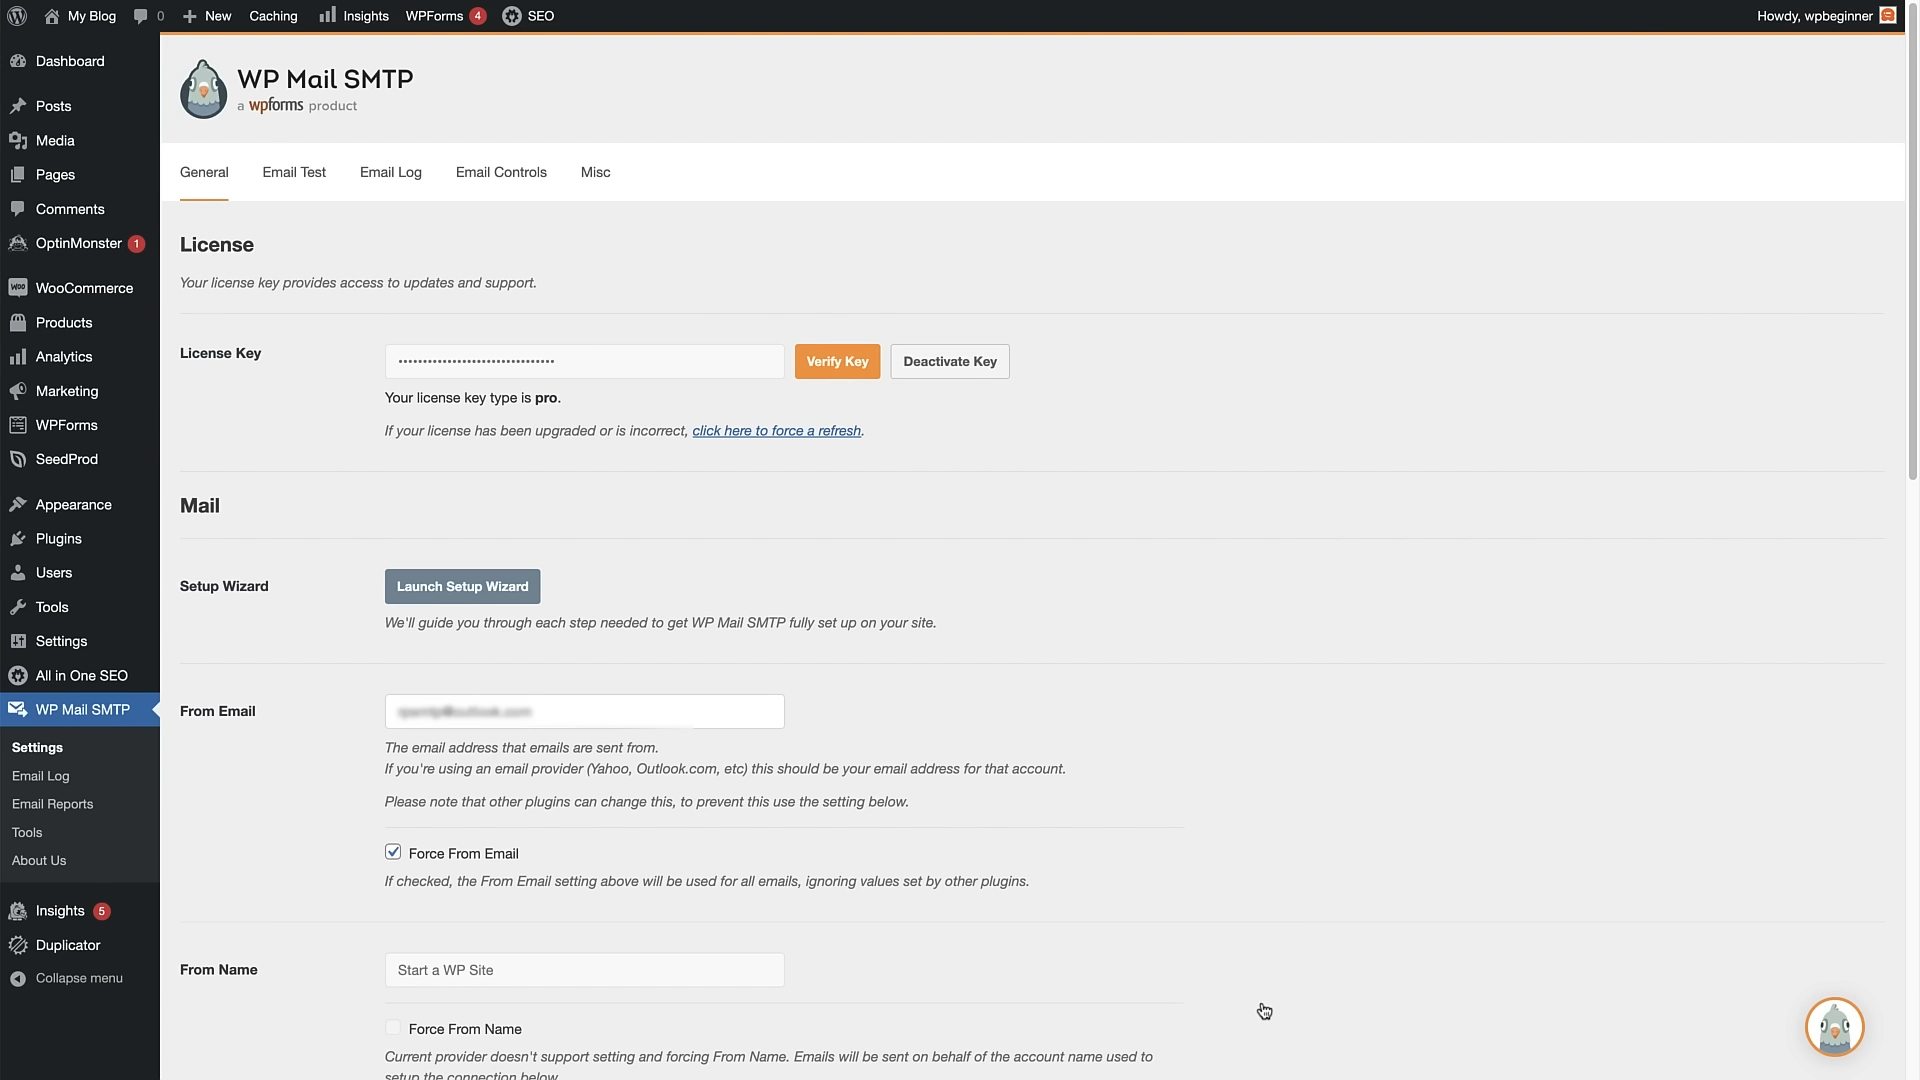 My Blog
0
New
Caching
Insights
WPForms 4
SEO
Howdy, wpbeginner
Dashboard
Posts
Media
Pages
Comments
OptinMonster 1
WooCommerce
Products
Analytics
Marketing
WPForms
SeedProd
Appearance
Plugins
Users
Tools
Settings
All in One SEO
WP Mail SMTP
Settings
Email Log
Email Reports
Tools
About Us
Insights 5
Duplicator
Collapse menu
WP Mail SMTP
a wpforms product
General
Email Test
Email Log
Email Controls
Misc
License
Your license key provides access to updates and support.
License Key
Verify Key
Deactivate Key
Your license key type is pro.
If your license has been upgraded or is incorrect, click here to force a refresh.
Mail
Setup Wizard
Launch Setup Wizard
We'll guide you through each step needed to get WP Mail SMTP fully set up on your site.
From Email
The email address that emails are sent from.
If you're using an email provider (Yahoo, Outlook.com, etc) this should be your email address for that account.
Please note that other plugins can change this, to prevent this use the setting below.
Force From Email
If checked, the From Email setting above will be used for all emails, ignoring values set by other plugins.
From Name
Start a WP Site
Force From Name
Current provider doesn't support setting and forcing From Name. Emails will be sent on behalf of the account name used to
setup the connection below.